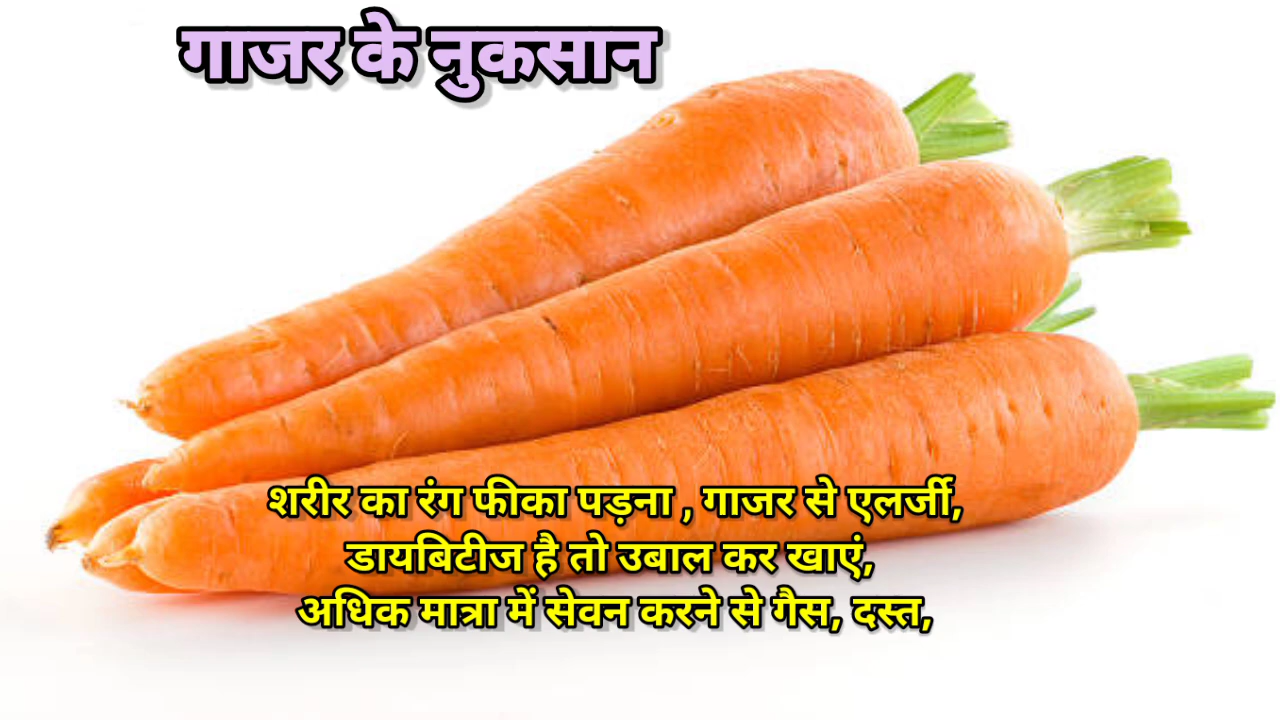 गाजर के नुकसान
शरीर का रंग फीका पड़ना , गाजर से एलर्जी,
डायबिटीज है तो उबाल कर खाएं,
अधिक मात्रा में सेवन करने से गैस, दस्त,